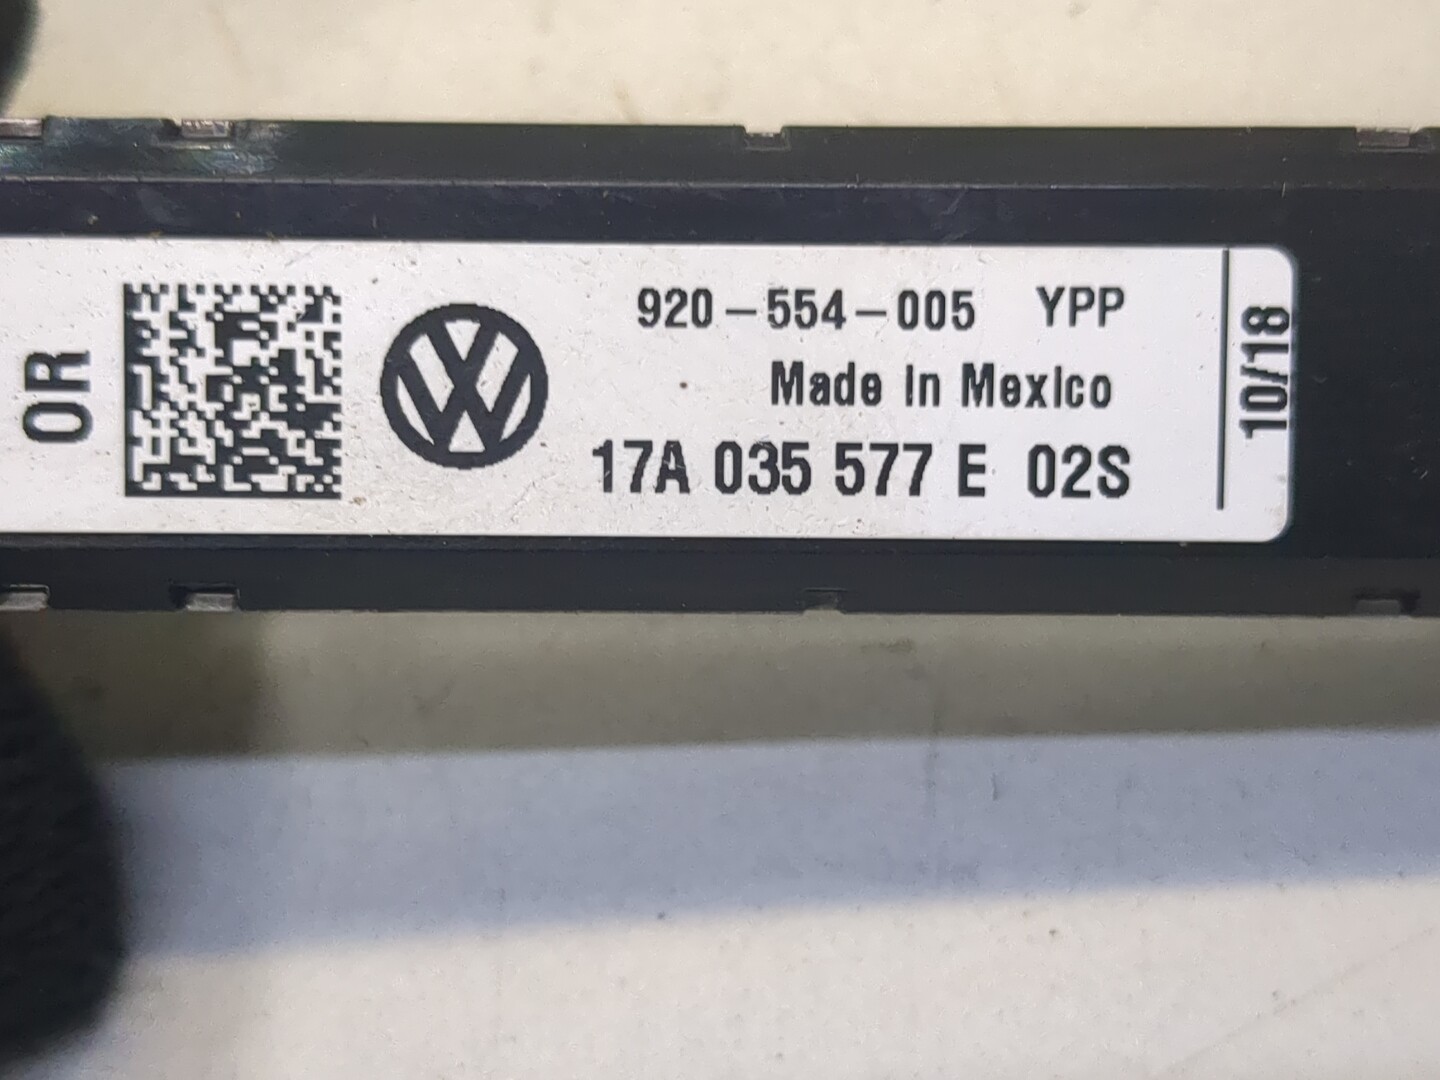 OR
920-554-005 YPP
Made in Mexico
17A 035 577 E 02S
10/18